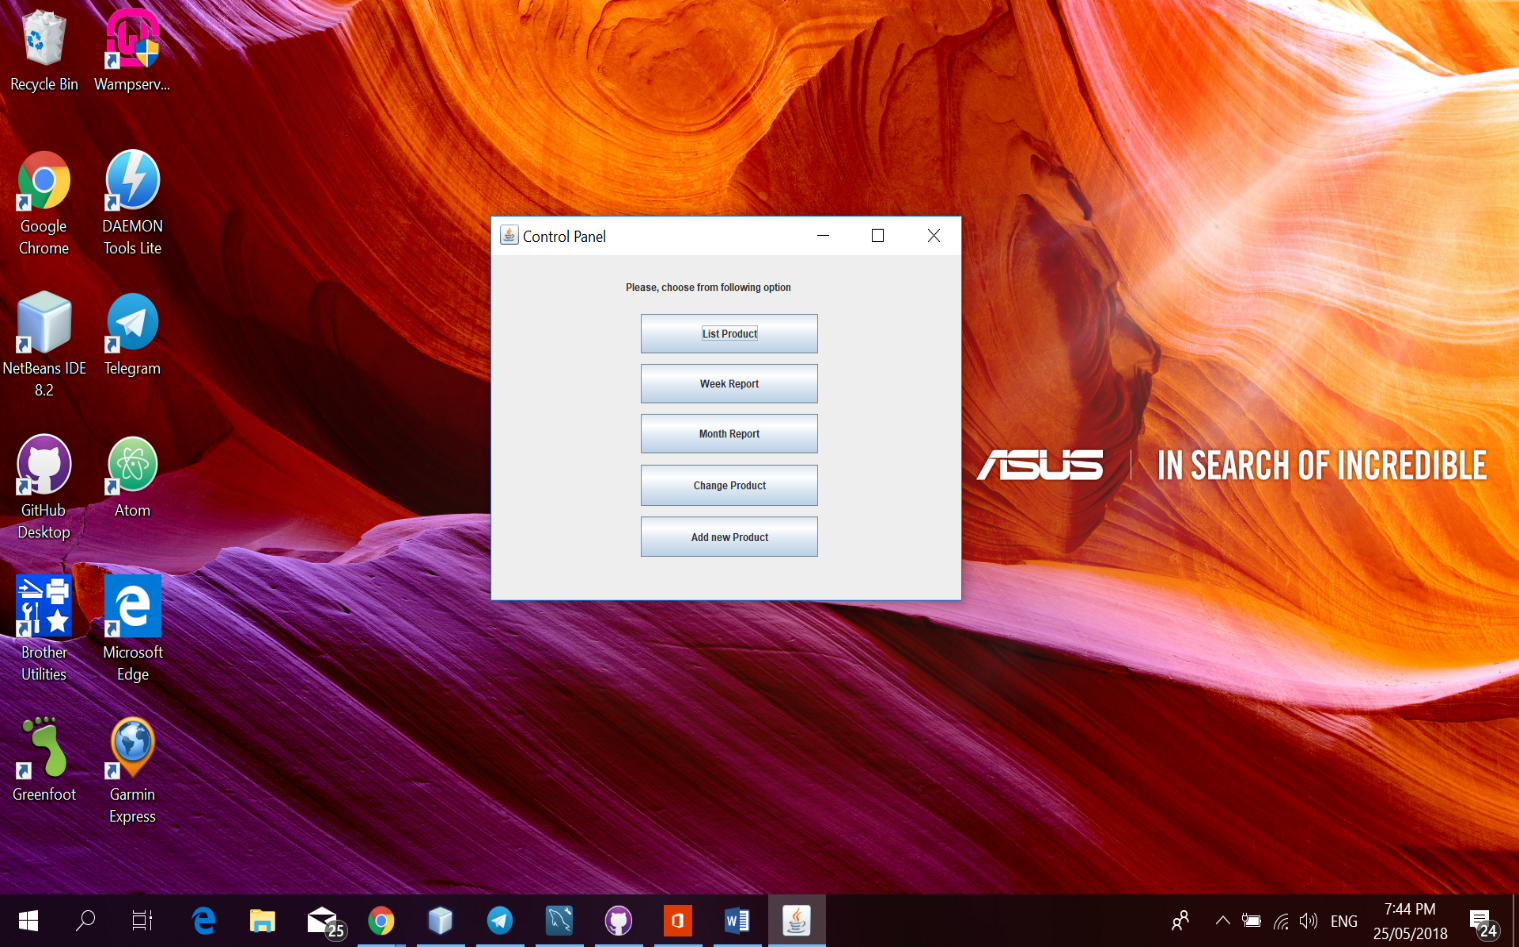 Recycle Bin
Wampserv...
Google
Chrome
DAEMON
Tools Lite
NetBeans IDE
8.2
Telegram
GitHub
Desktop
Atom
Brother
Utilities
Microsoft
Edge
Greenfoot
Garmin
Express
Control Panel
Please, choose from following option
List Product
Week Report
Month Report
Change Product
Add new Product
ASUS | IN SEARCH OF INCREDIBLE
25
ENG
7:44 PM
25/05/2018
24